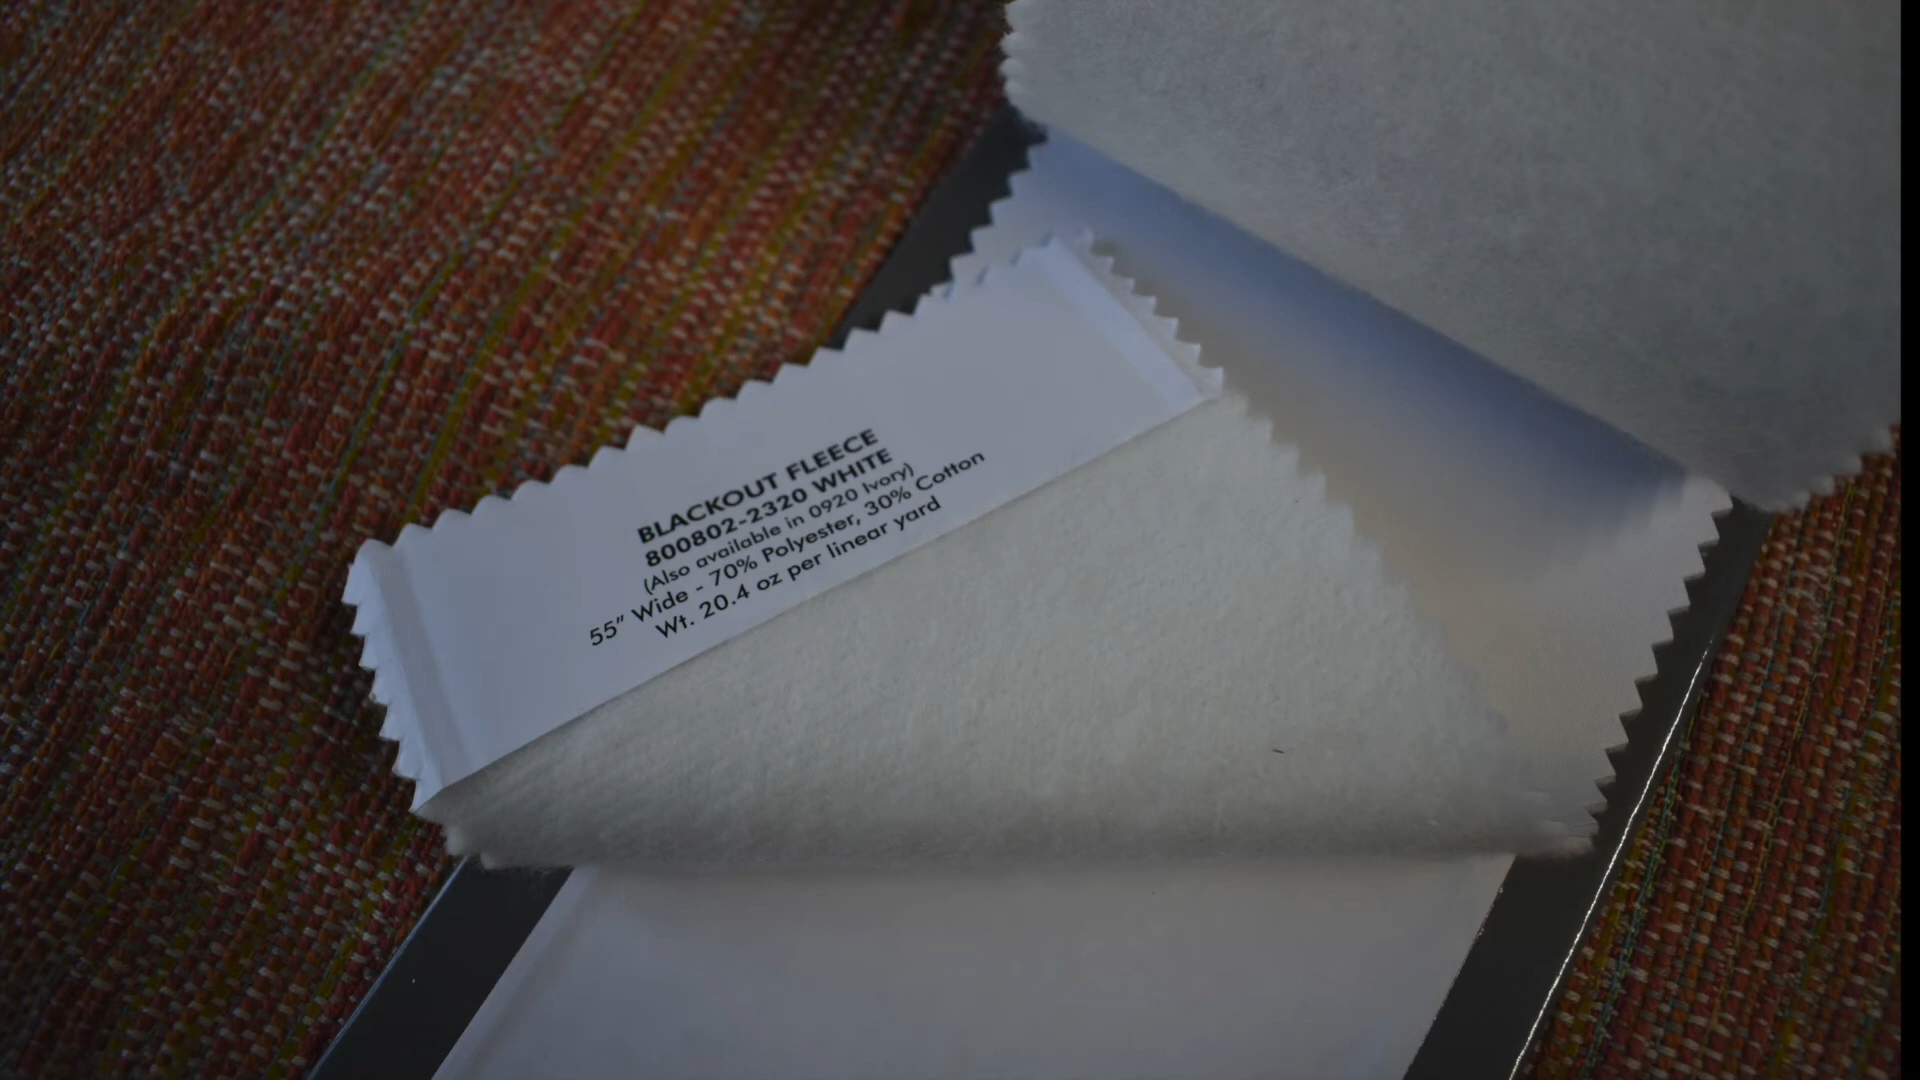 BLACKOUT FLEECE
800802-2320 WHITE
(Also available in 0920 Ivory)
55" Wide - 70% Polyester, 30% Cotton
Wt. 20.4 oz per linear yard